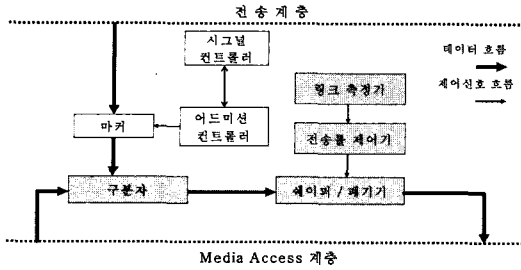 전송 계층
시그널
컨트롤러
데이터 흐름
제어신호 흐름
링크 측정기
마커
어드미션
컨트롤러
전송률 제어기
구분자
쉐이퍼 / 폐기기
Media Access 계층